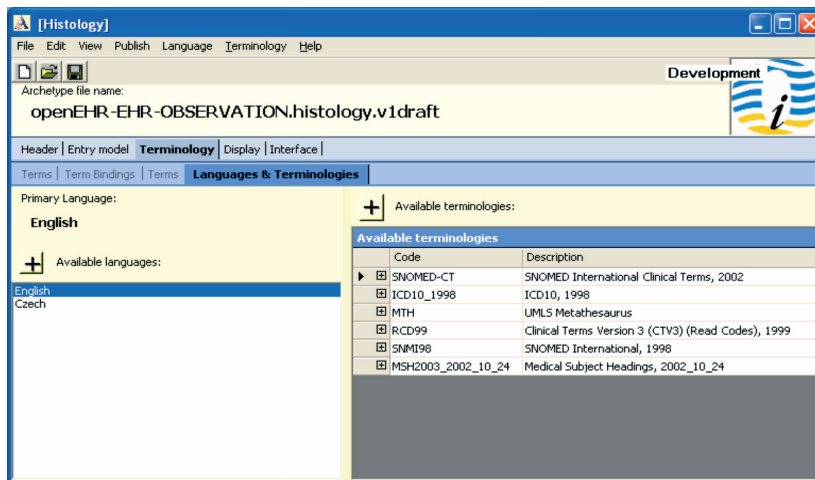 [Histology]
File Edit View Publish Language Terminology Help
Development
Archetype file name:
openEHR-EHR-OBSERVATION.histology.v1draft
Header | Entry model | Terminology | Display | Interface |
Terms | Term Bindings | Terms | Languages & Terminologies
Primary Language:
English
Available languages:
English
Czech
Available terminologies:
Available terminologies
Code Description
SNOMED-CT SNOMED International Clinical Terms, 2002
ICD10_1998 ICD10, 1998
MTH UMLS Metathesaurus
RCD99 Clinical Terms Version 3 (CTV3) (Read Codes), 1999
SNMI98 SNOMED International, 1998
MSH2003_2002_10_24 Medical Subject Headings, 2002_10_24